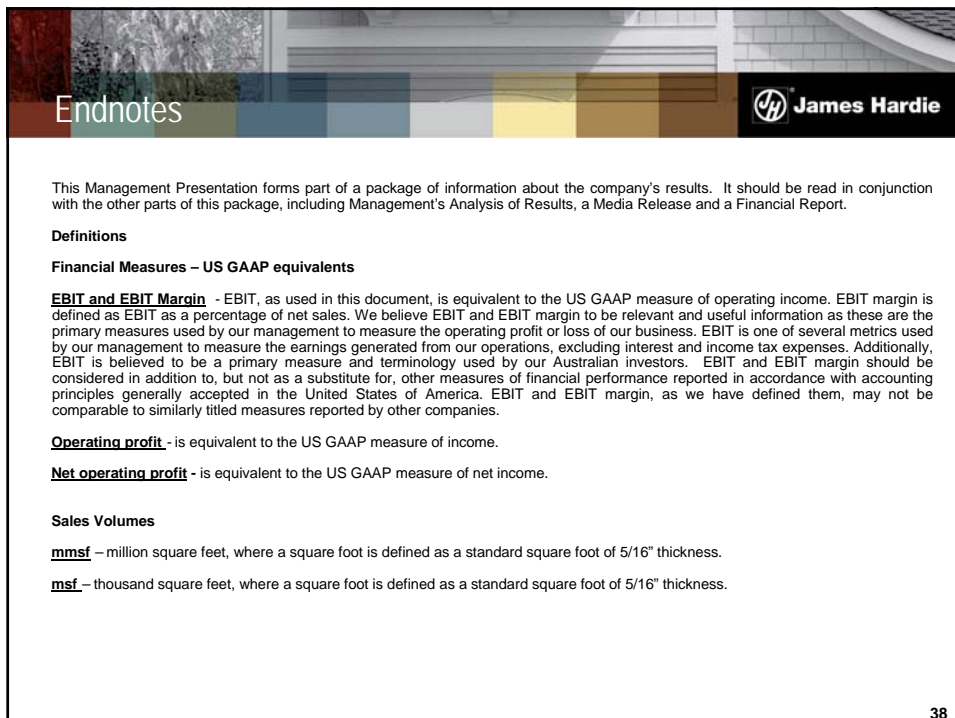 Endnotes
JH James Hardie
This Management Presentation forms part of a package of information about the company's results. It should be read in conjunction
with the other parts of this package, including Management's Analysis of Results, a Media Release and a Financial Report.
Definitions
Financial Measures – US GAAP equivalents
EBIT and EBIT Margin - EBIT, as used in this document, is equivalent to the US GAAP measure of operating income. EBIT margin is
defined as EBIT as a percentage of net sales. We believe EBIT and EBIT margin to be relevant and useful information as these are the
primary measures used by our management to measure the operating profit or loss of our business. EBIT is one of several metrics used
by our management to measure the earnings generated from our operations, excluding interest and income tax expenses. Additionally,
EBIT is believed to be a primary measure and terminology used by our Australian investors. EBIT and EBIT margin should be
considered in addition to, but not as a substitute for, other measures of financial performance reported in accordance with accounting
principles generally accepted in the United States of America. EBIT and EBIT margin, as we have defined them, may not be
comparable to similarly titled measures reported by other companies.
Operating profit - is equivalent to the US GAAP measure of income.
Net operating profit - is equivalent to the US GAAP measure of net income.
Sales Volumes
mmsf – million square feet, where a square foot is defined as a standard square foot of 5/16" thickness.
msf – thousand square feet, where a square foot is defined as a standard square foot of 5/16" thickness.
38